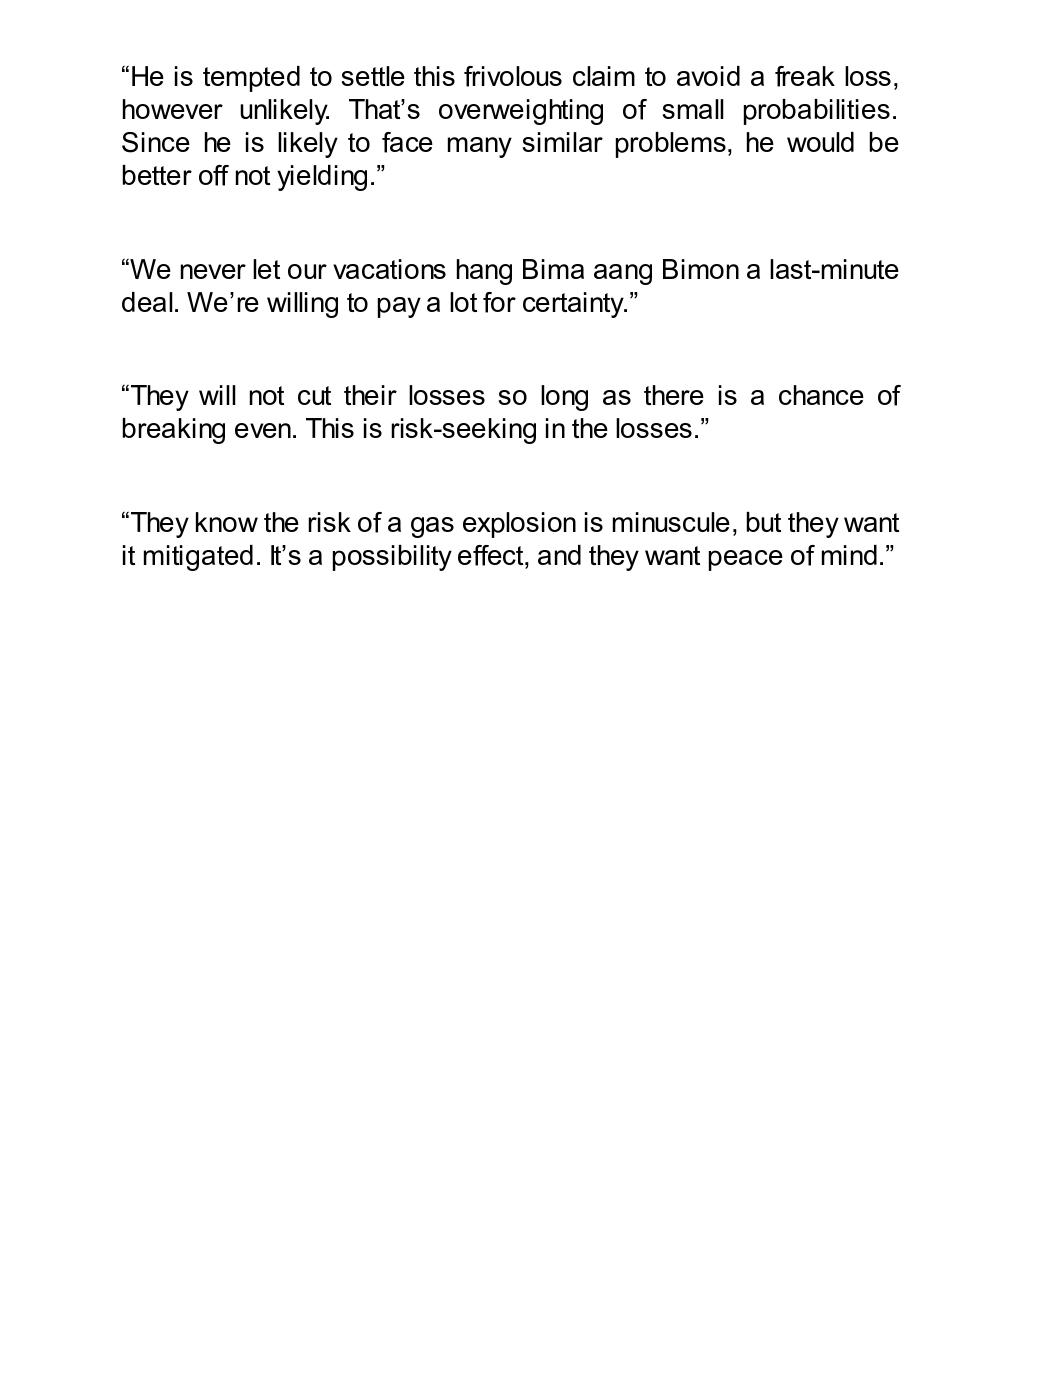 “He is tempted to settle this frivolous claim to avoid a freak loss,
however unlikely. That’s overweighting of small probabilities.
Since he is likely to face many similar problems, he would be
better off not yielding.”
“We never let our vacations hang Bima aang Bimon a last-minute
deal. We’re willing to pay a lot for certainty.”
“They will not cut their losses so long as there is a chance of
breaking even. This is risk-seeking in the losses.”
“They know the risk of a gas explosion is minuscule, but they want
it mitigated. It’s a possibility effect, and they want peace of mind.”